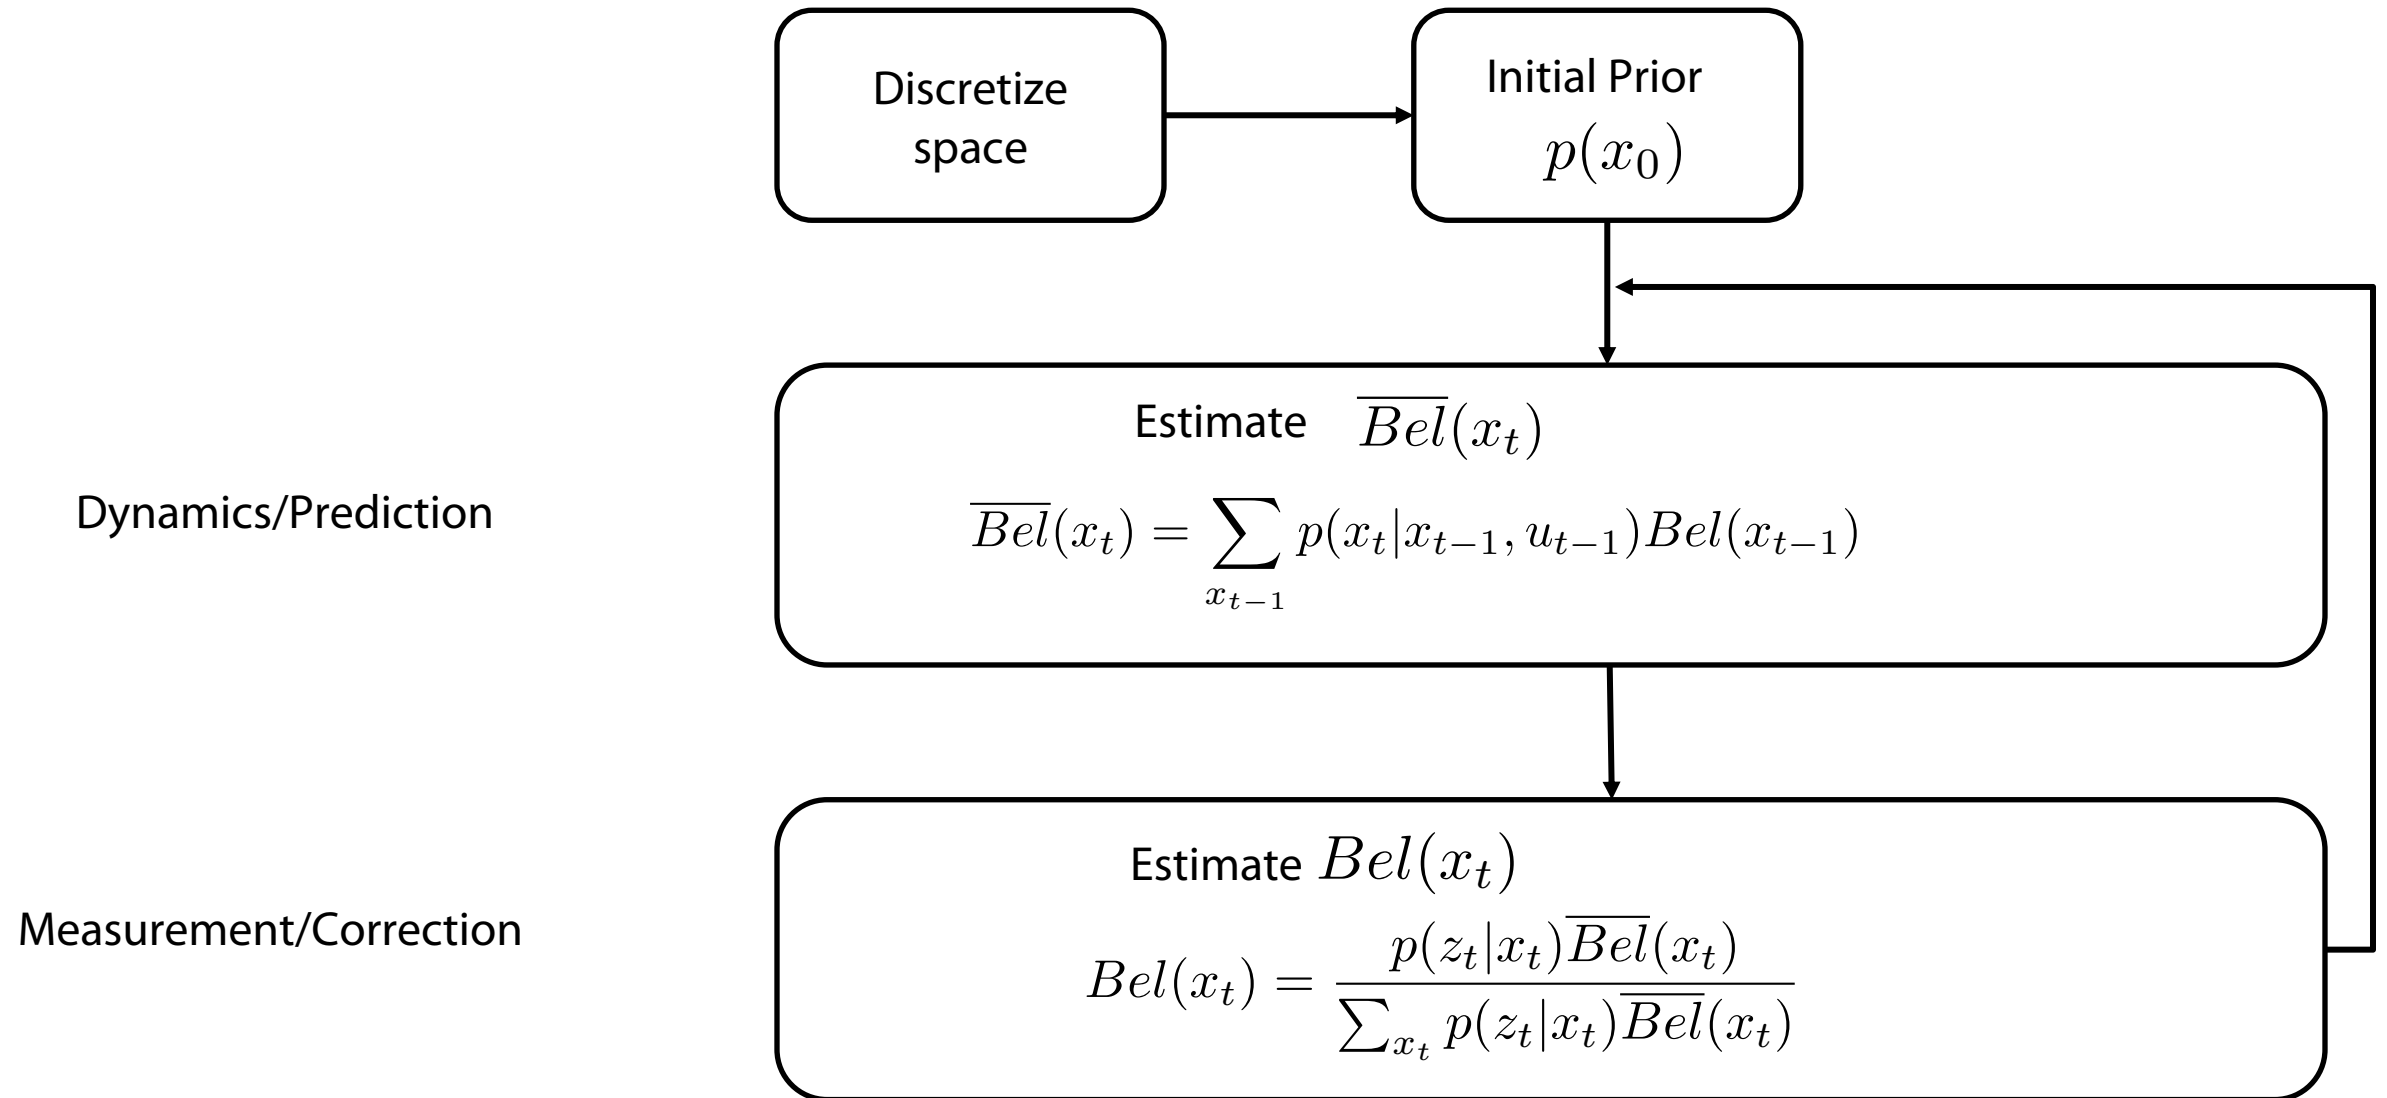 Discretize
space
Initial Prior
$p(x_0)$
Estimate $\overline{Bel}(x_t)$
Dynamics/Prediction
$\overline{Bel}(x_t) = \sum_{x_{t-1}} p(x_t|x_{t-1}, u_{t-1})Bel(x_{t-1})$
Estimate $Bel(x_t)$
Measurement/Correction
$Bel(x_t) = \frac{p(z_t|x_t)\overline{Bel}(x_t)}{\sum_{x_t} p(z_t|x_t)\overline{Bel}(x_t)}$